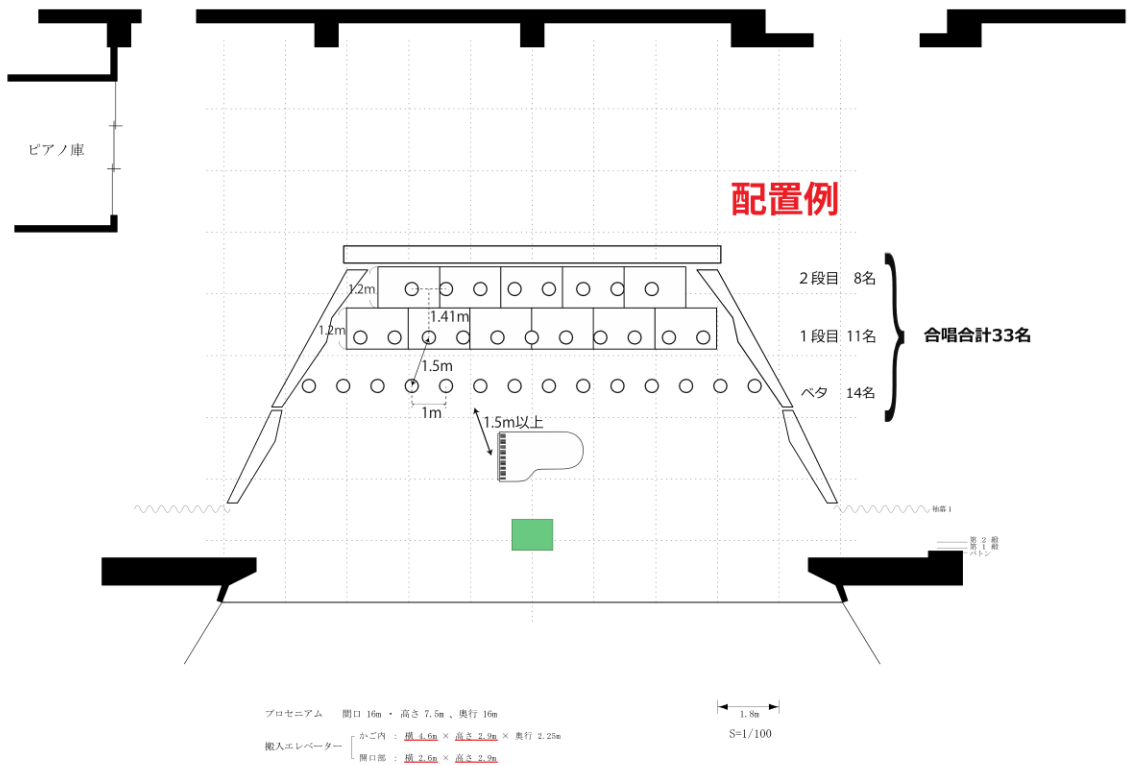 ピアノ庫
配置例
2段目 8名
1.2m
1.41m
1.2m
1段目 11名
合唱合計33名
1.5m
ベタ 14名
1m
1.5m以上
袖幕1
第2緞
第1緞
バトン
プロセニアム 間口 16m ・ 高さ 7.5m 、奥行 16m
1.8m
S=1/100
搬入エレベーター
かご内 : 横 4.6m × 高さ 2.9m × 奥行 2.25m
開口部 : 横 2.6m × 高さ 2.9m